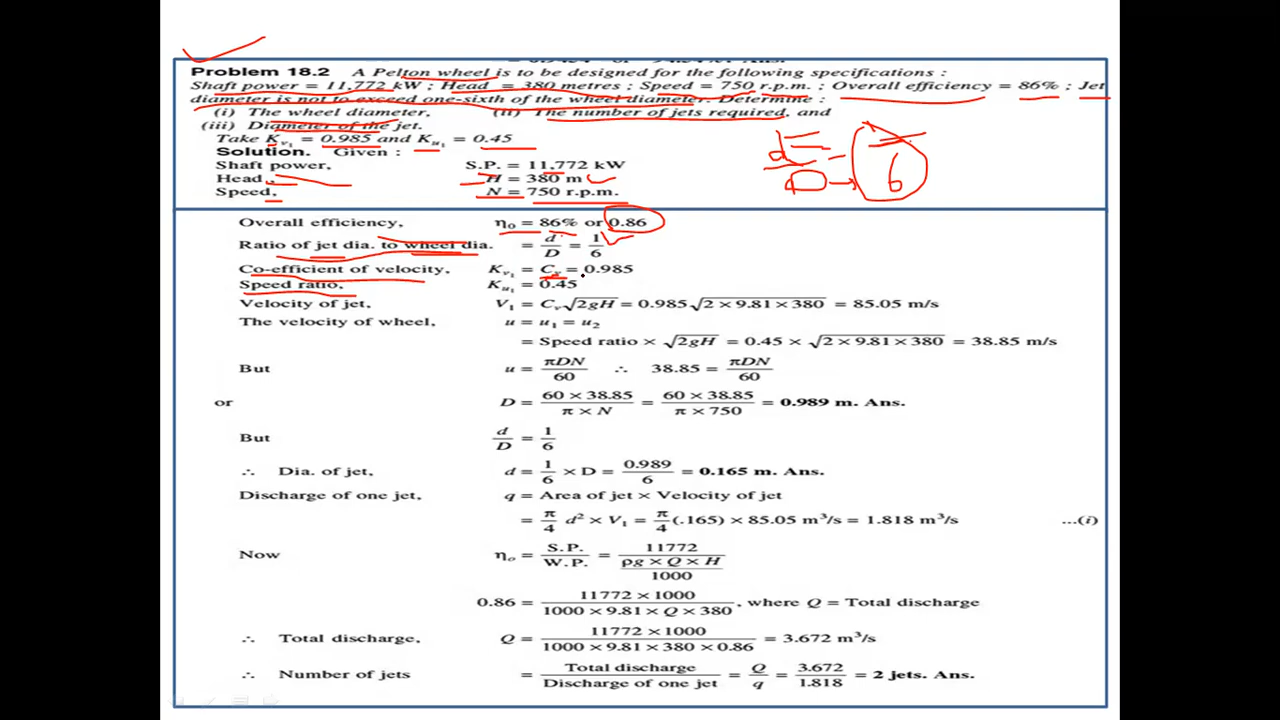 Problem 18.2 A Pelton wheel is to be designed for the following specifications :
Shaft power = 11,772 kW ; Head = 380 metres ; Speed = 750 r.p.m. ; Overall efficiency = 86% ; Jet
diameter is not to exceed one-sixth of the wheel diameter. Determine :
(i) The wheel diameter, (ii) The number of jets required, and
(iii) Diameter of the jet.
Take Kv1 = 0.985 and Ku1 = 0.45
Solution. Given :
Shaft power, S.P. = 11,772 kW
Head, H = 380 m
Speed, N = 750 r.p.m.
d
d/D = 6
Overall efficiency, η0 = 86% or 0.86
Ratio of jet dia. to wheel dia. = d/D = 1/6
Co-efficient of velocity, Kv1 = Cv = 0.985
Speed ratio, Ku1 = 0.45
Velocity of jet, V1 = Cv√2gH = 0.985√2 × 9.81 × 380 = 85.05 m/s
The velocity of wheel, u = u1 = u2
= Speed ratio × √2gH = 0.45 × √2 × 9.81 × 380 = 38.85 m/s
But u = πDN/60 ∴ 38.85 = πDN/60
or D = 60 × 38.85/π × N = 60 × 38.85/π × 750 = 0.989 m. Ans.
But d/D = 1/6
∴ Dia. of jet, d = 1/6 × D = 0.989/6 = 0.165 m. Ans.
Discharge of one jet, q = Area of jet × Velocity of jet
= π/4 d² × V1 = π/4 (.165) × 85.05 m³/s = 1.818 m³/s ...(i)
Now ηo = S.P./W.P. = 11772/ρg × Q × H/1000
0.86 = 11772 × 1000/1000 × 9.81 × Q × 380, where Q = Total discharge
∴ Total discharge, Q = 11772 × 1000/1000 × 9.81 × 380 × 0.86 = 3.672 m³/s
∴ Number of jets = Total discharge/Discharge of one jet = Q/q = 3.672/1.818 = 2 jets. Ans.